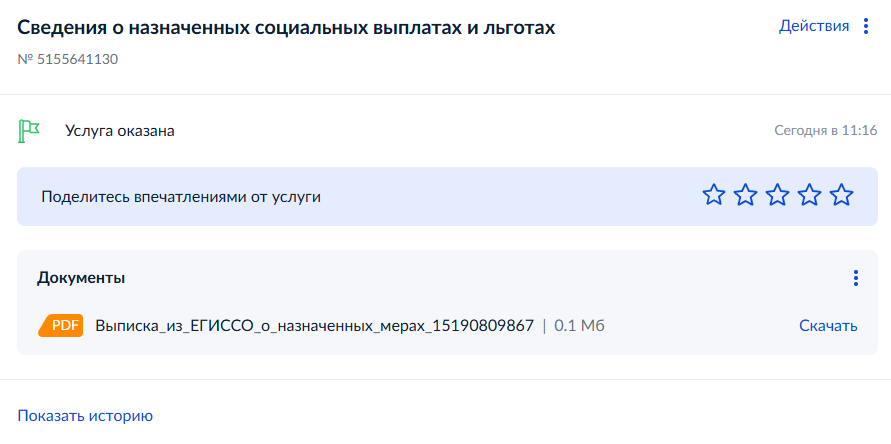 Сведения о назначенных социальных выплатах и льготах
Действия
№ 5155641130
Услуга оказана
Сегодня в 11:16
Поделитесь впечатлениями от услуги
Документы
PDF Выписка_из_ЕГИССО_о_назначенных_мерах_15190809867 | 0.1 Мб
Скачать
Показать историю